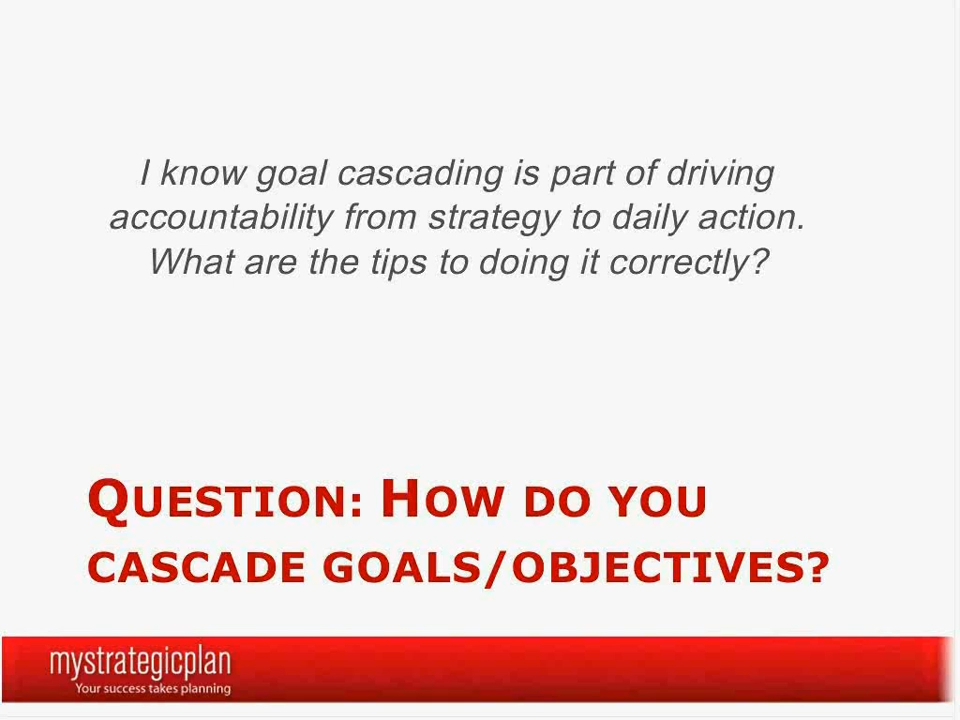 I know goal cascading is part of driving
accountability from strategy to daily action.
What are the tips to doing it correctly?
QUESTION: HOW DO YOU
CASCADE GOALS/OBJECTIVES?
mystrategicplan
Your success takes planning